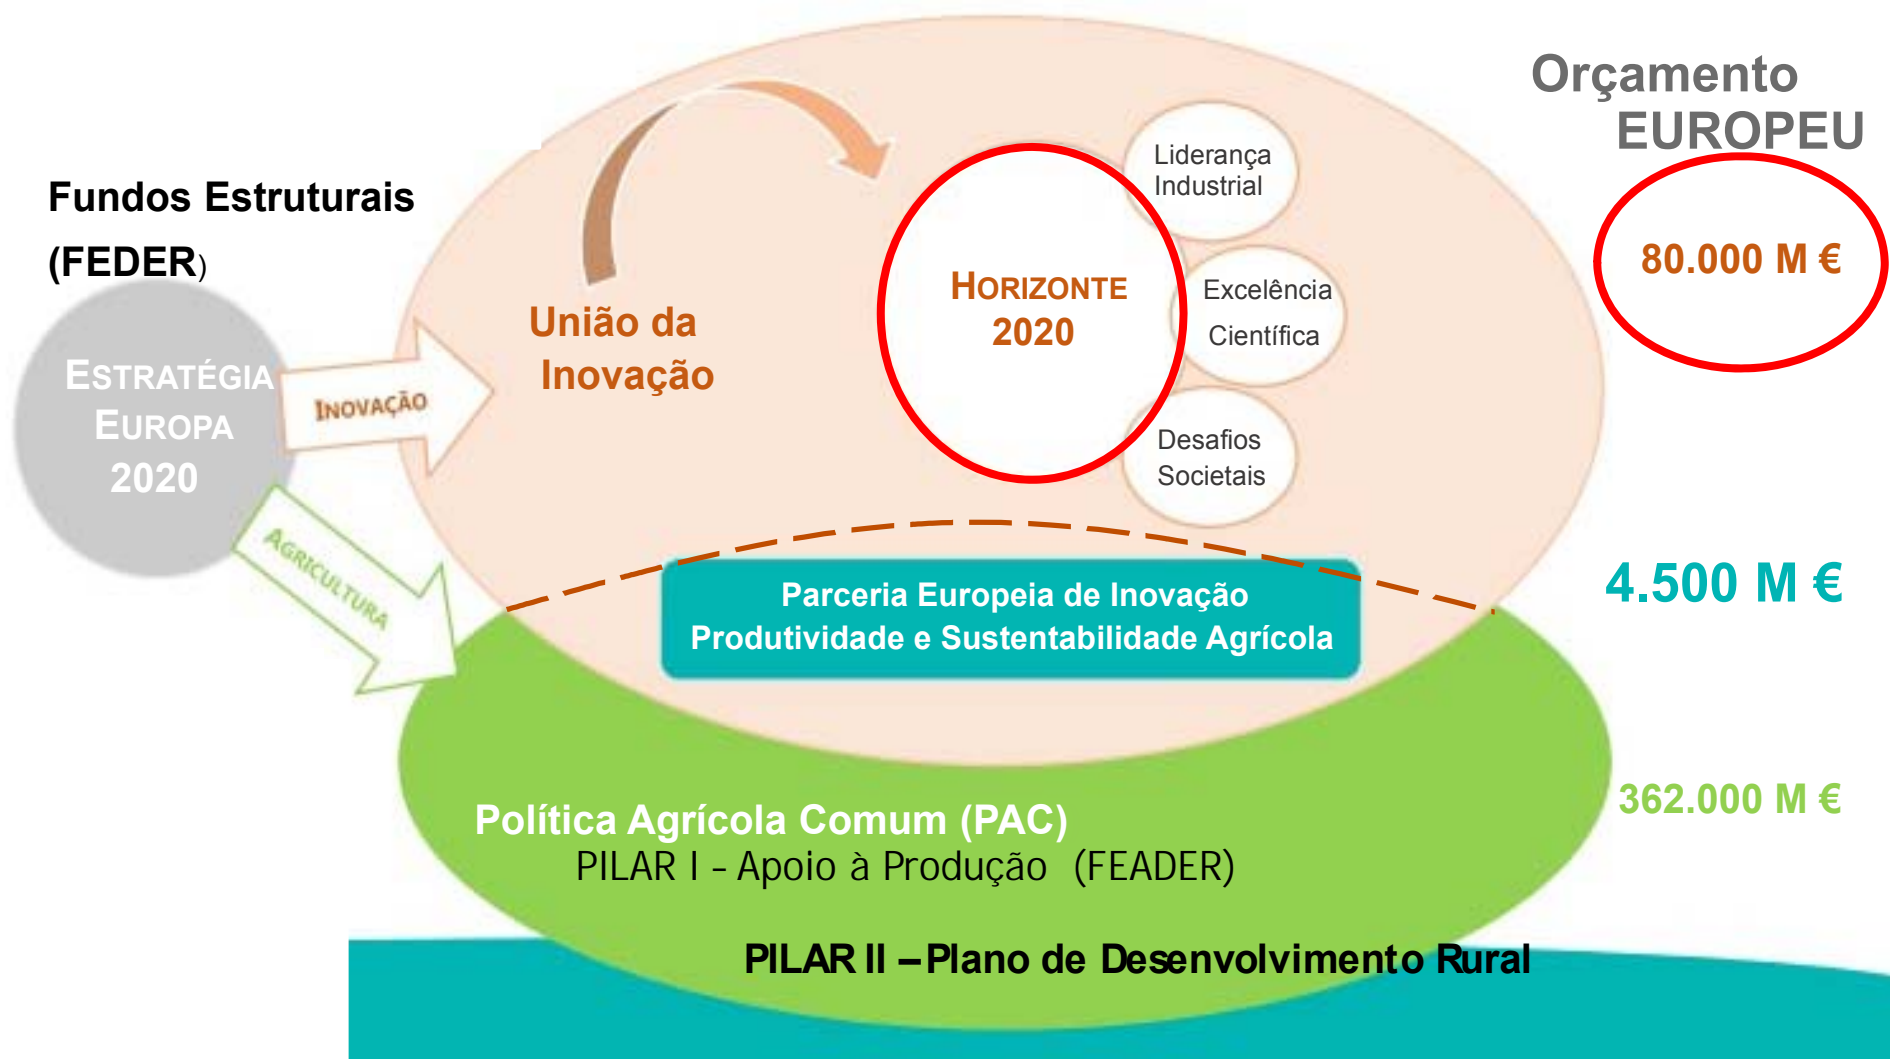 Orçamento
EUROPEU
80.000 M €
Fundos Estruturais
(FEDER)
ESTRATÉGIA
EUROPA
2020
INOVAÇÃO
AGRICULTURA
União da
Inovação
HORIZONTE
2020
Liderança
Industrial
Excelência
Científica
Desafios
Societais
Parceria Europeia de Inovação
Produtividade e Sustentabilidade Agrícola
4.500 M €
362.000 M €
Política Agrícola Comum (PAC)
PILAR I – Apoio à Produção (FEADER)
PILAR II – Plano de Desenvolvimento Rural